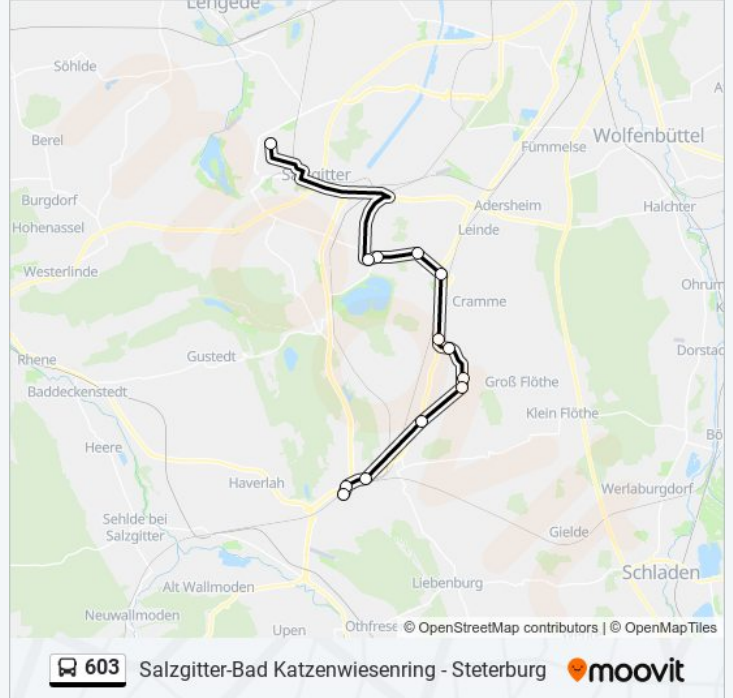 Lengede
Söhlde
Berel
Wolfenbüttel
Fümmelse
Salzgitter
Burgdorf
Adersheim
Halchter
Hohenassel
Leinde
Westerlinde
Ohrum
Cramme
Gustedt
Rhene
Dorstad
Groß Flöthe
Baddeckenstedt
Klein Flöthe
Heere
Haverlah
Werlaburgdorf
Sehlde bei
Salzgitter
Gielde
Schladen
Alt Wallmoden
Liebenburg
Neuwallmoden
Upen
Othfrese
© OpenStreetMap contributors | © OpenMapTiles
603 Salzgitter-Bad Katzenwiesenring - Steterburg moovit